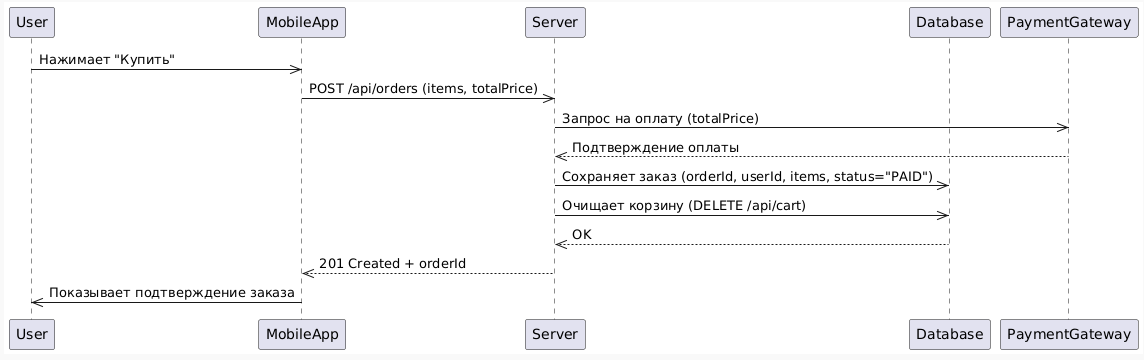 User MobileApp Server Database PaymentGateway
Нажимает "Купить"
POST /api/orders (items, totalPrice)
Запрос на оплату (totalPrice)
Подтверждение оплаты
Сохраняет заказ (orderId, userId, items, status="PAID")
Очищает корзину (DELETE /api/cart)
OK
201 Created + orderId
Показывает подтверждение заказа
User MobileApp Server Database PaymentGateway